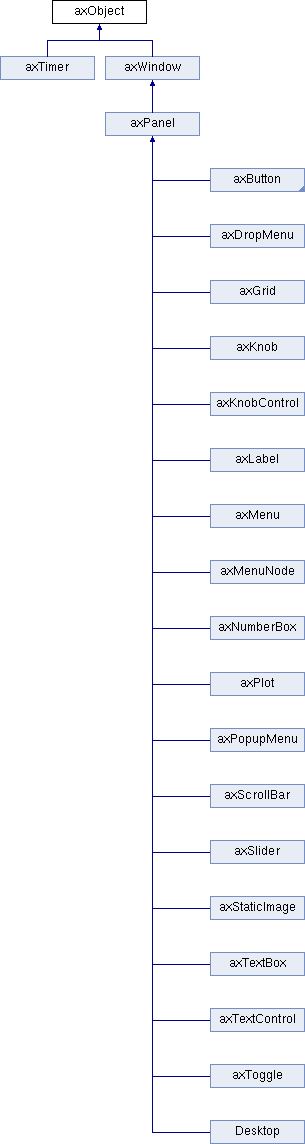 axObject
axTimer
axWindow
axPanel
axButton
axDropMenu
axGrid
axKnob
axKnobControl
axLabel
axMenu
axMenuNode
axNumberBox
axPlot
axPopupMenu
axScrollBar
axSlider
axStaticImage
axTextBox
axTextControl
axToggle
Desktop